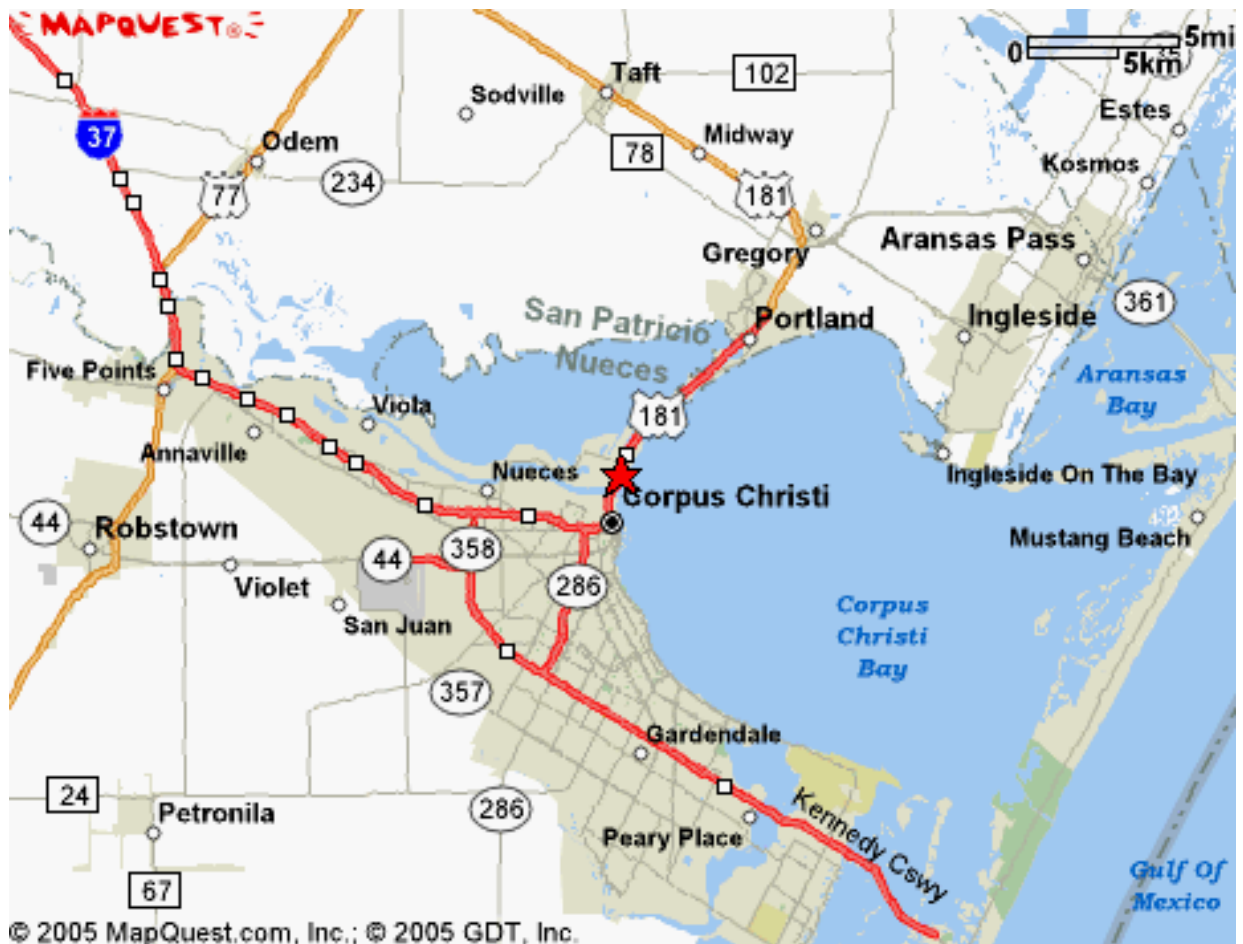 MAPQUEST®
0 5mi
5km
35
Taft
102
Sodville
Estes
37
Odem
78
Midway
Kosmos
234
77
181
Gregory
Aransas Pass
361
San Patricio
Portland
Ingleside
Nueces
Five Points
Aransas
Bay
Viola
181
Annaville
Nueces
Ingleside On The Bay
Corpus Christi
44
Robstown
Mustang Beach
358
44
Violet
286
San Juan
Corpus
Christi
Bay
357
Gardendale
24
286
Kennedy Cswy
Petronila
Peary Place
67
Gulf Of
Mexico
© 2005 MapQuest.com, Inc.; © 2005 GDT, Inc.